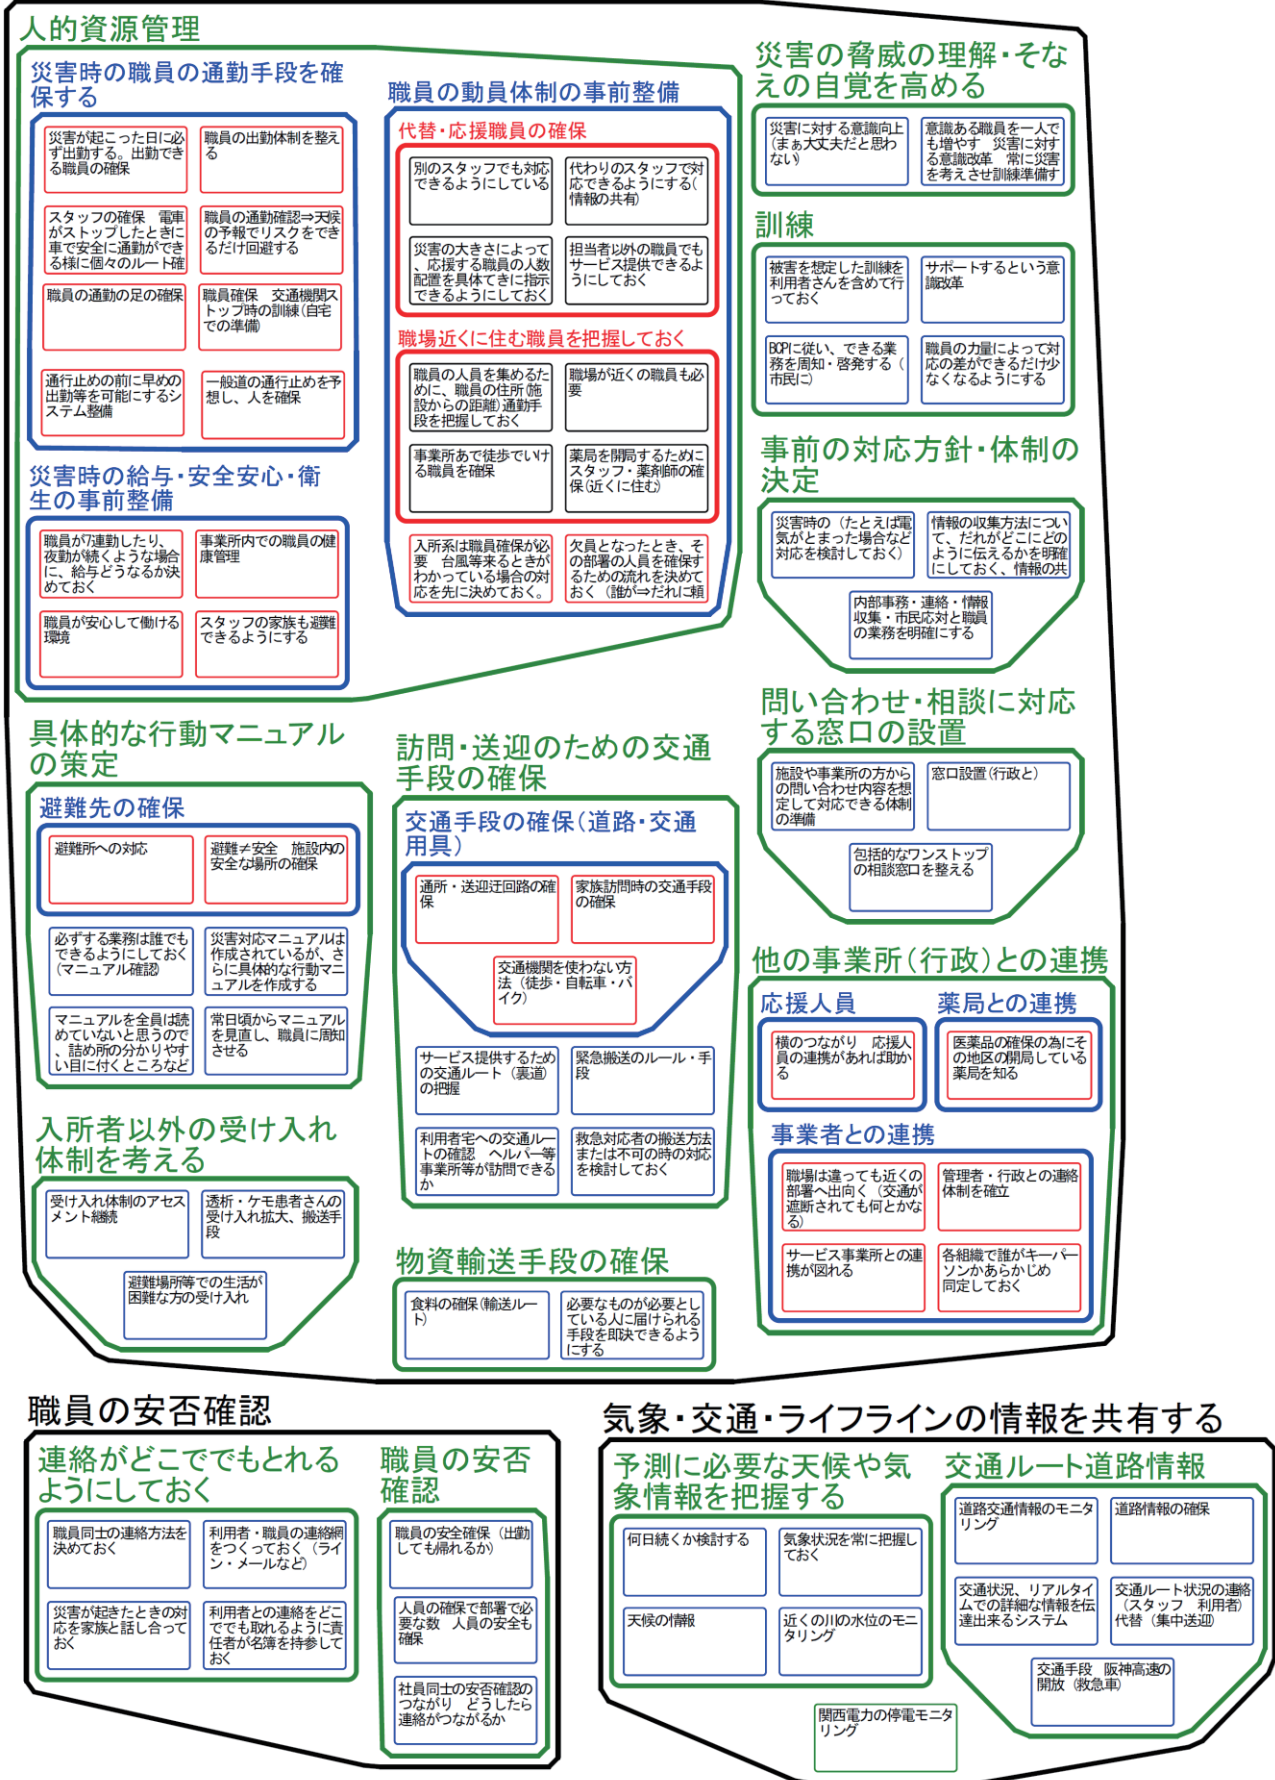 人的資源管理
災害時の職員の通勤手段を確
保する
災害が起こった日に必
ず出勤する。出勤でき
る職員の確保
職員の出勤体制を整え
る
スタッフの確保　電車
がストップしたときに
車で安全に通勤ができ
る様に個々のルート確
職員の通勤確認⇒天候
の予報でリスクをでき
るだけ回避する
職員の通勤の足の確保
職員確保　交通機関ス
トップ時の訓練(自宅
での準備)
通行止めの前に早めの
出勤等を可能にするシ
ステム整備
一般道の通行止めを予
想し、人を確保
災害時の給与・安全安心・衛
生の事前整備
職員が7連勤したり、
夜勤が続くような場合
に、給与どうなるか決
めておく
事業所内での職員の健
康管理
職員が安心して働ける
環境
スタッフの家族も避難
できるようにする
職員の動員体制の事前整備
代替・応援職員の確保
別のスタッフでも対応
できるようにしている
代わりのスタッフで対
応できるようにする(
情報の共有)
災害の大きさによって
、応援する職員の人数
配置を具体てきに指示
できるようにしておく
担当者以外の職員でも
サービス提供できるよ
うにしておく
職場近くに住む職員を把握しておく
職員の人員を集めるた
めに、職員の住所(施
設からの距離)通勤手
段を把握しておく
職場が近くの職員も必
要
事業所あで徒歩でいけ
る職員を確保
薬局を開局するために
スタッフ・薬剤師の確
保(近くに住む)
入所系は職員確保が必
要　台風等来るときが
わかっている場合の対
応を先に決めておく。
欠員となったとき、そ
の部署の人員を確保す
るための流れを決めて
おく（誰が⇒だれに頼
災害の脅威の理解・そな
えの自覚を高める
災害に対する意識向上
(まぁ大丈夫だと思わ
ない)
意識ある職員を一人で
も増やす　災害に対す
る意識改革　常に災害
を考えさせ訓練準備す
訓練
被害を想定した訓練を
利用者さんを含めて行
っておく
サポートするという意
識改革
BCPに従い、できる業
務を周知・啓発する（
市民に)
職員の力量によって対
応の差ができるだけ少
なくなるようにする
事前の対応方針・体制の
決定
災害時の（たとえば電
気がとまった場合など
対応を検討しておく)
情報の収集方法につい
て、だれがどこにどの
ように伝えるかを明確
にしておく、情報の共
内部事務・連絡・情報
収集・市民応対と職員
の業務を明確にする
問い合わせ・相談に対応
する窓口の設置
施設や事業所の方から
の問い合わせ内容を想
定して対応できる体制
の準備
窓口設置(行政と)
包括的なワンストップ
の相談窓口を整える
具体的な行動マニュアル
の策定
避難先の確保
避難所への対応
避難≠安全　施設内の
安全な場所の確保
必ずする業務は誰でも
できるようにしておく
(マニュアル確認)
災害対応マニュアルは
作成されているが、さ
らに具体的な行動マニ
ュアルを作成する
マニュアルを全員は読
めていないと思うので
、詰め所の分かりやす
い目に付くところなど
常日頃からマニュアル
を見直し、職員に周知
させる
入所者以外の受け入れ
体制を考える
受け入れ体制のアセス
メント継続
透析・ケモ患者さんの
受け入れ拡大、搬送手
段
避難場所等での生活が
困難な方の受け入れ
訪問・送迎のための交通
手段の確保
交通手段の確保(道路・交通
用具)
通所・送迎迂回路の確
保
家族訪問時の交通手段
の確保
交通機関を使わない方
法（徒歩・自転車・バ
イク)
サービス提供するため
の交通ルート（裏道）
の把握
緊急搬送のルール・手
段
利用者宅への交通ルー
トの確認　ヘルパー等
事業所等が訪問できる
か
救急対応者の搬送方法
または不可の時の対応
を検討しておく
物資輸送手段の確保
食料の確保(輸送ルー
ト)
必要なものが必要とし
ている人に届けられる
手段を即決できるよう
にする
他の事業所(行政)との連携
応援人員
横のつながり　応援人
員の連携があれば助か
る
薬局との連携
医薬品の確保の為にそ
の地区の開局している
薬局を知る
事業者との連携
職場は違っても近くの
部署へ出向く（交通が
遮断されても何とかな
る)
管理者・行政との連絡
体制を確立
サービス事業所との連
携が図れる
各組織で誰がキーパー
ソンかあらかじめ
同定しておく
職員の安否確認
連絡がどこででもとれる
ようにしておく
職員同士の連絡方法を
決めておく
利用者・職員の連絡網
をつくっておく（ライ
ン・メールなど)
災害が起きたときの対
応を家族と話し合って
おく
利用者との連絡をどこ
ででも取れるように責
任者が名簿を持参して
おく
職員の安否
確認
職員の安全確保（出勤
しても帰れるか)
人員の確保で部署で必
要な数　人員の安全も
確保
社員同士の安否確認の
つながり　どうしたら
連絡がつながるか
気象・交通・ライフラインの情報を共有する
予測に必要な天候や気
象情報を把握する
何日続くか検討する
気象状況を常に把握し
ておく
天候の情報
近くの川の水位のモニ
タリング
交通ルート道路情報
道路交通情報のモニタ
リング
道路情報の確保
交通状況、リアルタイ
ムでの詳細な情報を伝
達出来るシステム
交通ルート状況の連絡
（スタッフ　利用者)
代替（集中送迎)
交通手段　阪神高速の
開放（救急車)
関西電力の停電モニタ
リング